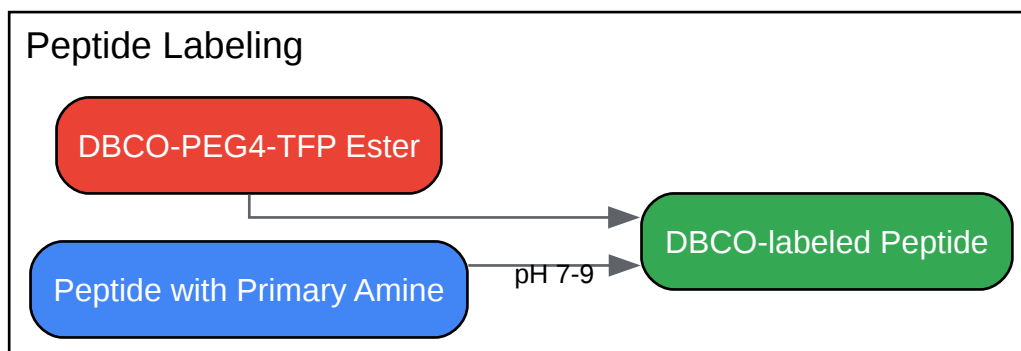 Peptide Labeling
DBCO-PEG4-TFP Ester
DBCO-labeled Peptide
Peptide with Primary Amine
pH 7-9